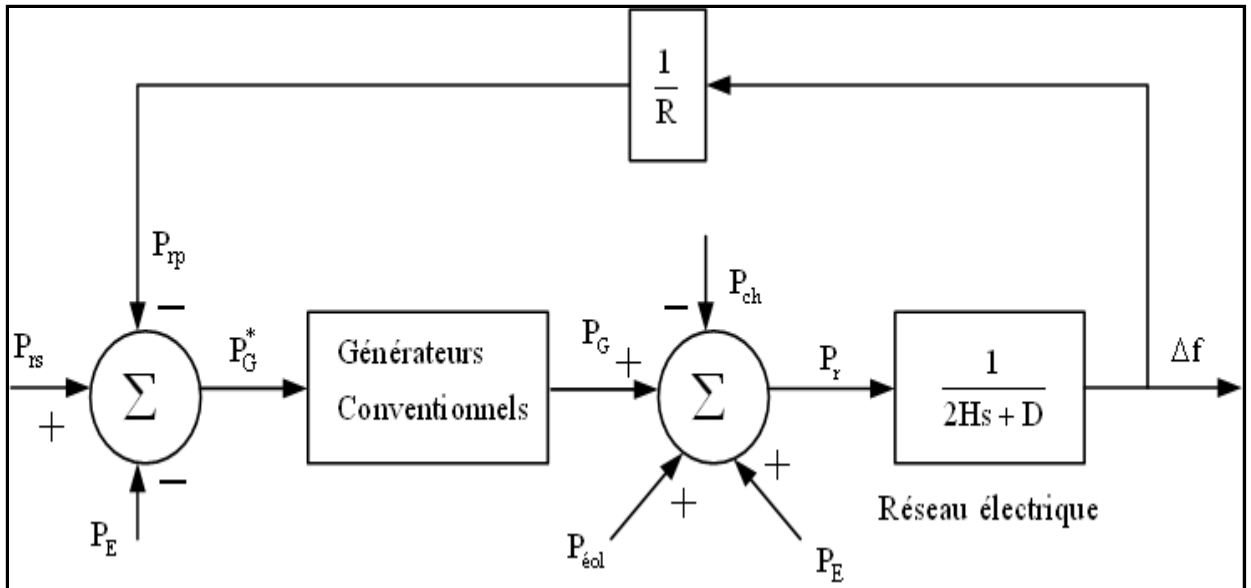 1
R
P_rp
−
P_rs
+
Σ
−
P_E
P_G^*
Générateurs
Conventionnels
P_G
+
−
P_ch
Σ
+
P_éol
+
P_E
P_r
1
2Hs + D
Réseau électrique
Δf